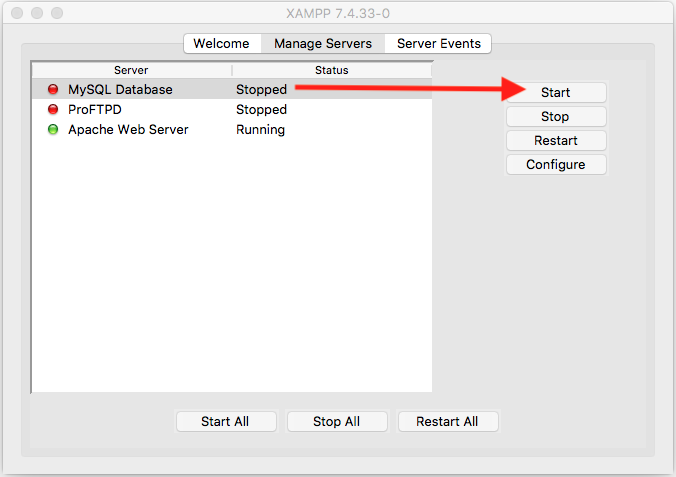 XAMPP 7.4.33-0
Welcome Manage Servers Server Events
Server Status
MySQL Database Stopped
ProFTPD Stopped
Apache Web Server Running
Start
Stop
Restart
Configure
Start All Stop All Restart All